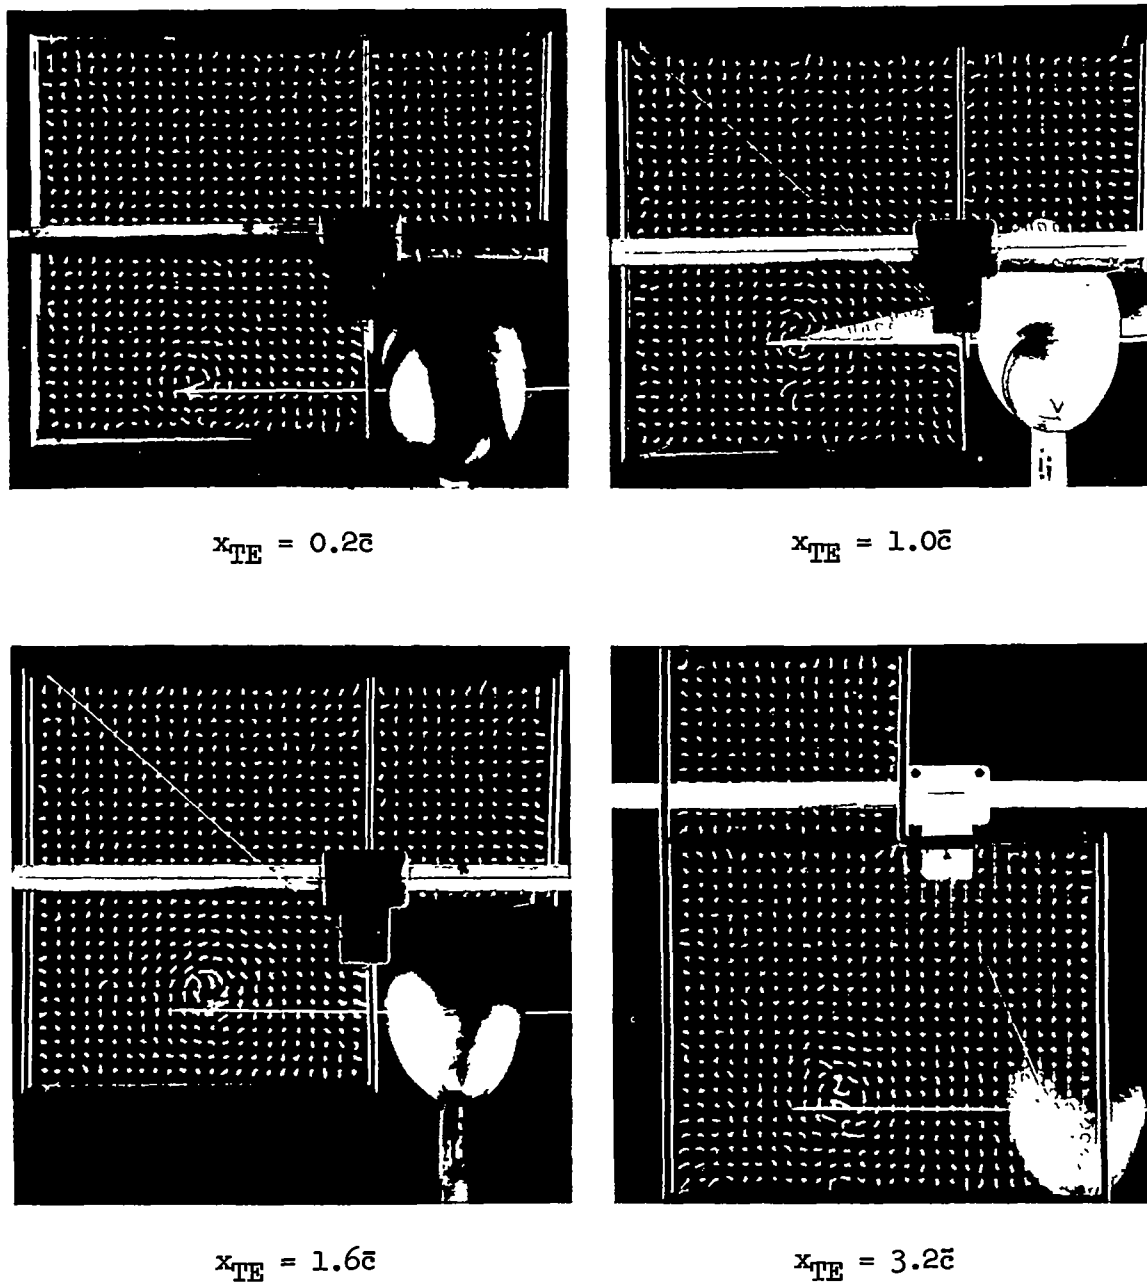 x_TE = 0.2c̄
x_TE = 1.0c̄
x_TE = 1.6c̄
x_TE = 3.2c̄